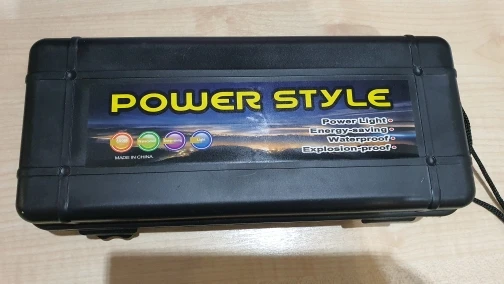 POWER STYLE
Power Light -
Energy-saving -
Waterproof -
Explosion-proof -
MADE IN CHINA